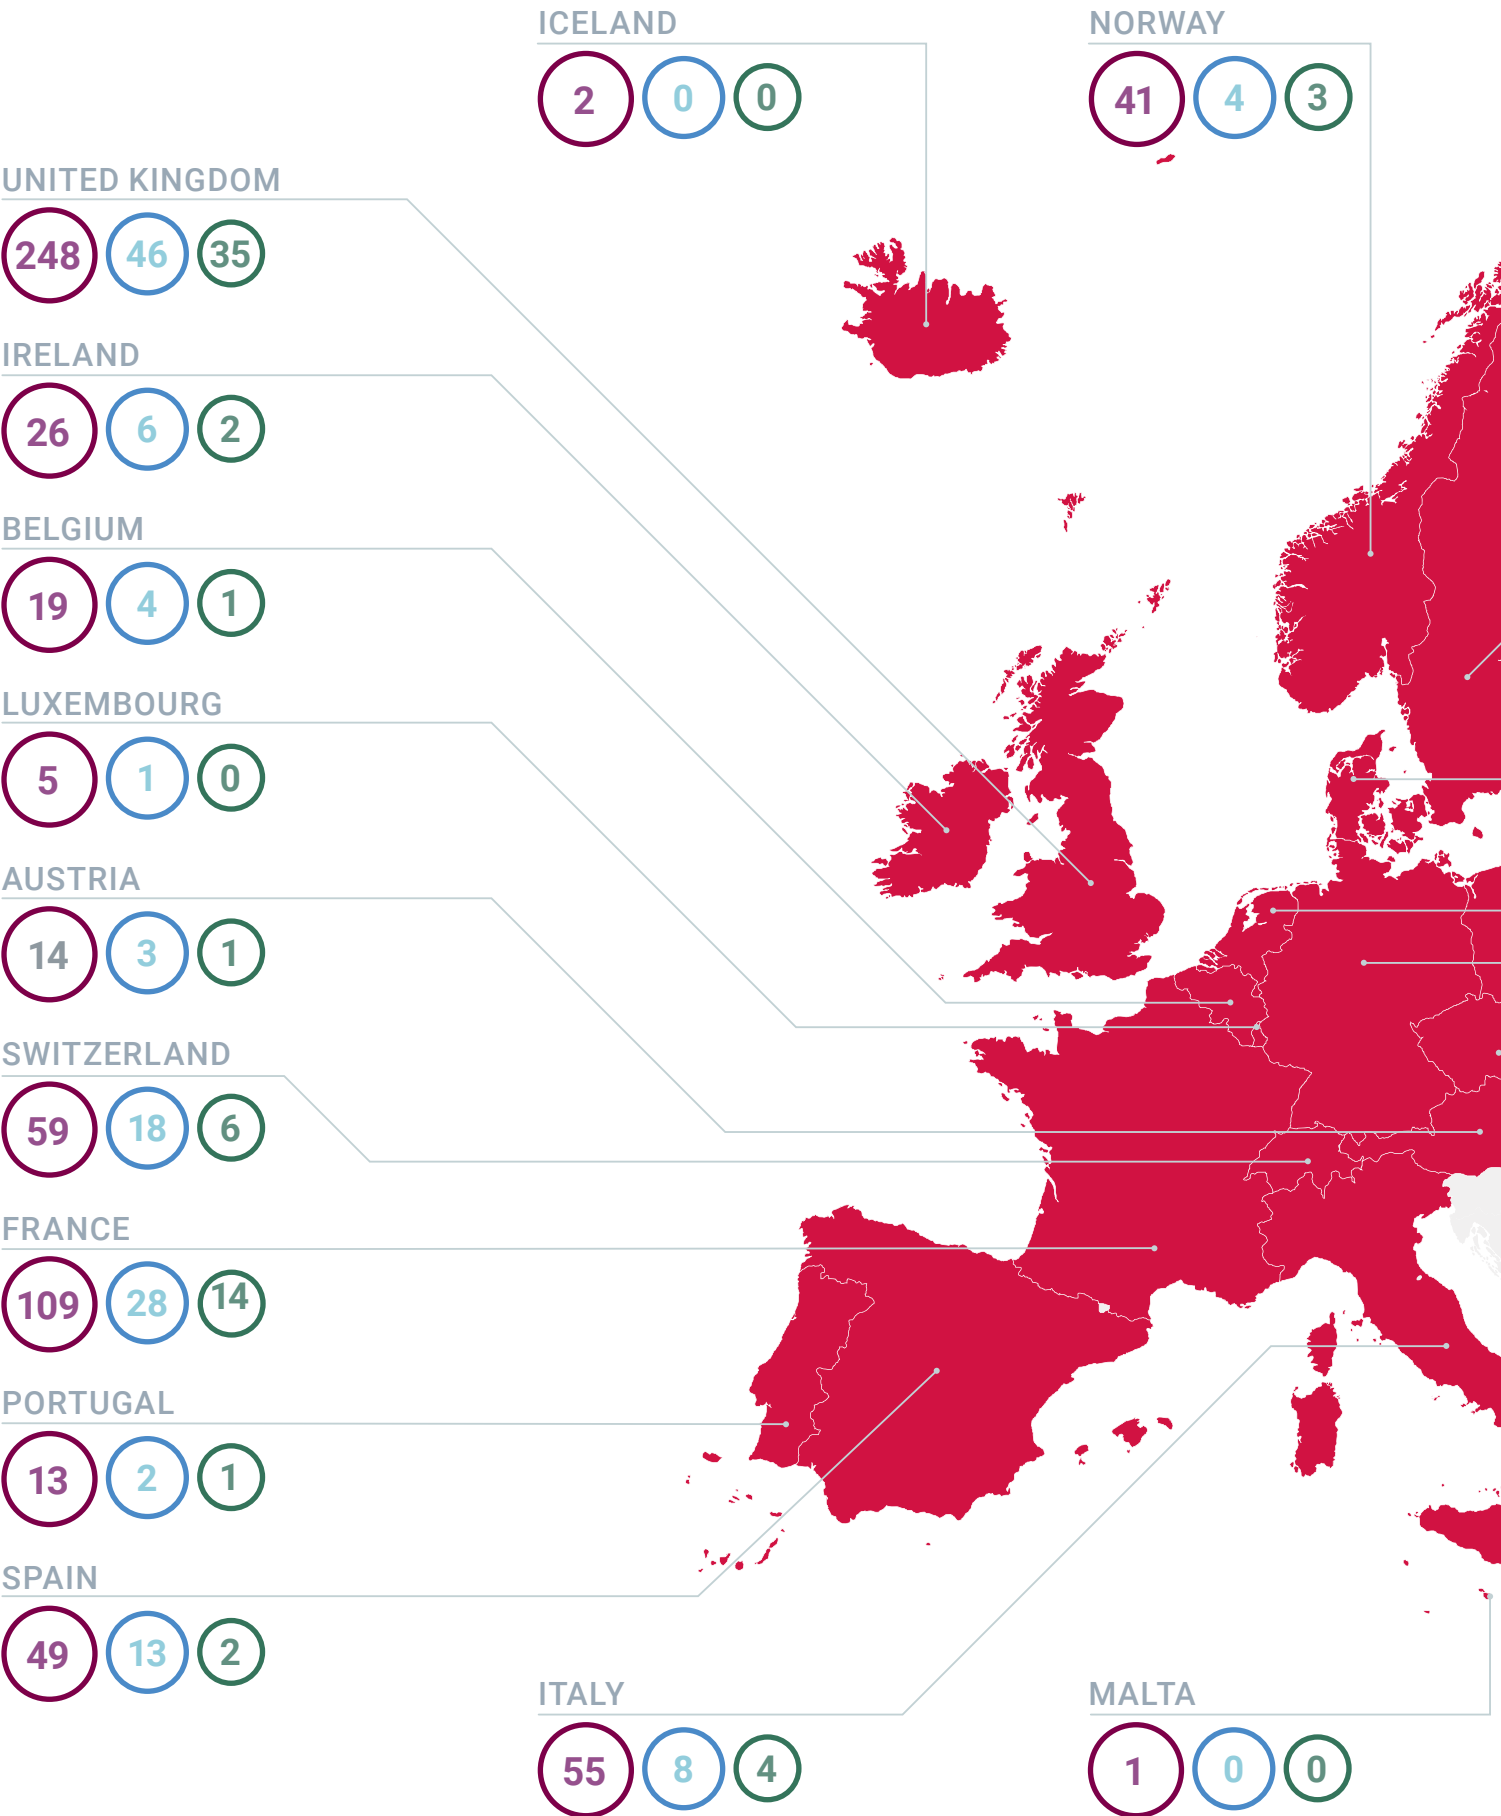 ICELAND
2 0 0
NORWAY
41 4 3
UNITED KINGDOM
248 46 35
IRELAND
26 6 2
BELGIUM
19 4 1
LUXEMBOURG
5 1 0
AUSTRIA
14 3 1
SWITZERLAND
59 18 6
FRANCE
109 28 14
PORTUGAL
13 2 1
SPAIN
49 13 2
ITALY
55 8 4
MALTA
1 0 0